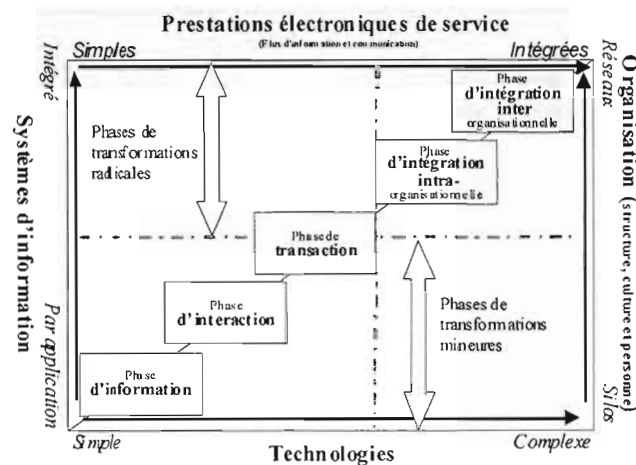 Prestations électroniques de service
(Flux d'information et communication)
Simples
Intégrées
Intégré
Réseaux
Phase
d'intégration
inter
organisationnelle
Phases de
transformations
radicales
Phase
d'intégration
intra-
organisationnelle
Systèmes d'information
Organisation (structure, culture et personne)
Phase de
transaction
Phase
d'interaction
Phases de
transformations
mineures
Par application
Silos
Phase
d'information
Simple
Complexe
Technologies